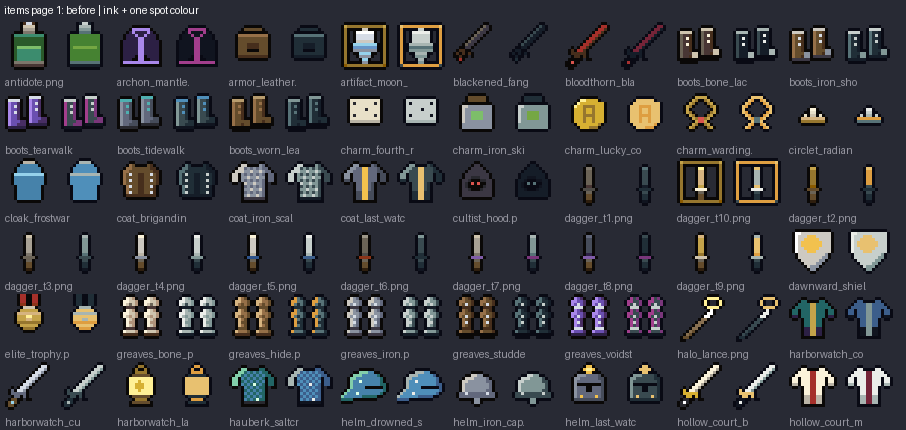 items page 1: before | ink + one spot colour
antidote.png archon_mantle. armor_leather. artifact_moon_ blackened_fang bloodthorn_bla boots_bone_lac boots_iron_sho
boots_tearwalk boots_tidewalk boots_worn_lea charm_fourth_r charm_iron_ski charm_lucky_co charm_warding. circlet_radian
cloak_frostwar coat_brigandin coat_iron_scal coat_last_watc cultist_hood.p dagger_t1.png dagger_t10.png dagger_t2.png
dagger_t3.png dagger_t4.png dagger_t5.png dagger_t6.png dagger_t7.png dagger_t8.png dagger_t9.png dawnward_shiel
elite_trophy.p greaves_bone_p greaves_hide.p greaves_iron.p greaves_studde greaves_voidst halo_lance.png harborwatch_co
harborwatch_cu harborwatch_la hauberk_saltcr helm_drowned_s helm_iron_cap. helm_last_watc hollow_court_b hollow_court_m